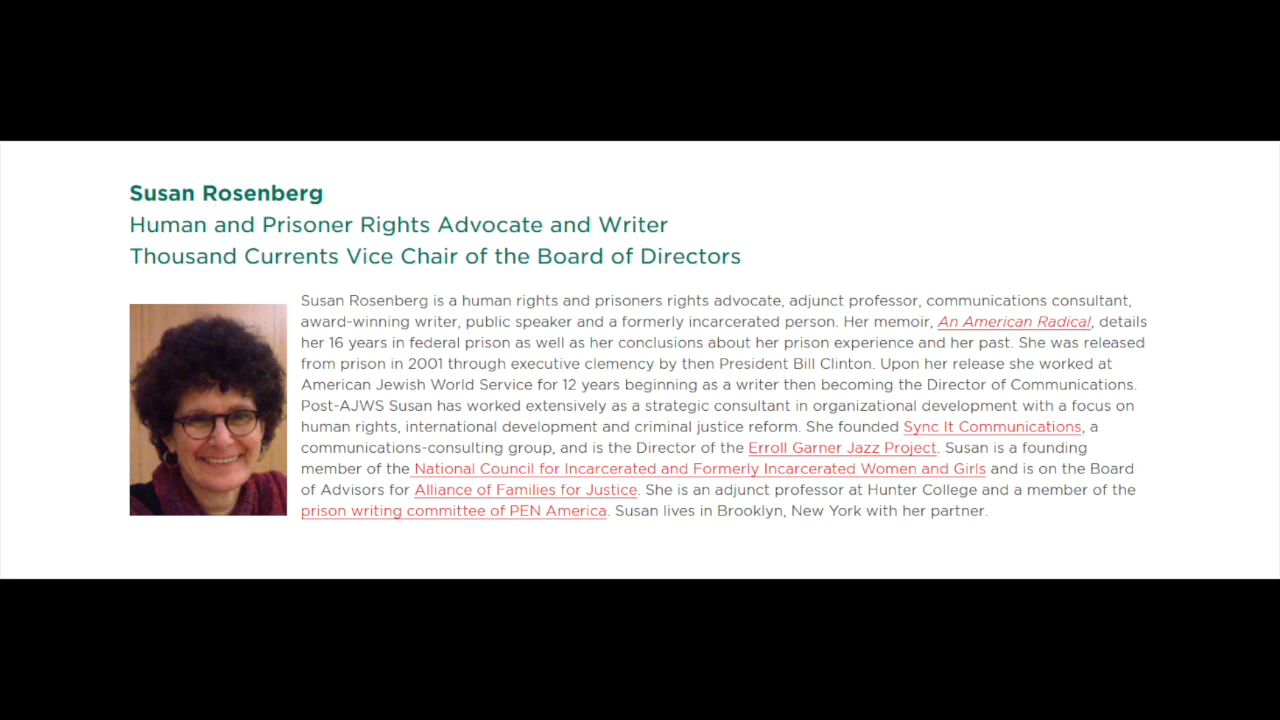 Susan Rosenberg
Human and Prisoner Rights Advocate and Writer
Thousand Currents Vice Chair of the Board of Directors
Susan Rosenberg is a human rights and prisoners rights advocate, adjunct professor, communications consultant,
award-winning writer, public speaker and a formerly incarcerated person. Her memoir, An American Radical, details
her 16 years in federal prison as well as her conclusions about her prison experience and her past. She was released
from prison in 2001 through executive clemency by then President Bill Clinton. Upon her release she worked at
American Jewish World Service for 12 years beginning as a writer then becoming the Director of Communications.
Post-AJWS Susan has worked extensively as a strategic consultant in organizational development with a focus on
human rights, international development and criminal justice reform. She founded Sync It Communications, a
communications-consulting group, and is the Director of the Erroll Garner Jazz Project. Susan is a founding
member of the National Council for Incarcerated and Formerly Incarcerated Women and Girls and is on the Board
of Advisors for Alliance of Families for Justice. She is an adjunct professor at Hunter College and a member of the
prison writing committee of PEN America. Susan lives in Brooklyn, New York with her partner.